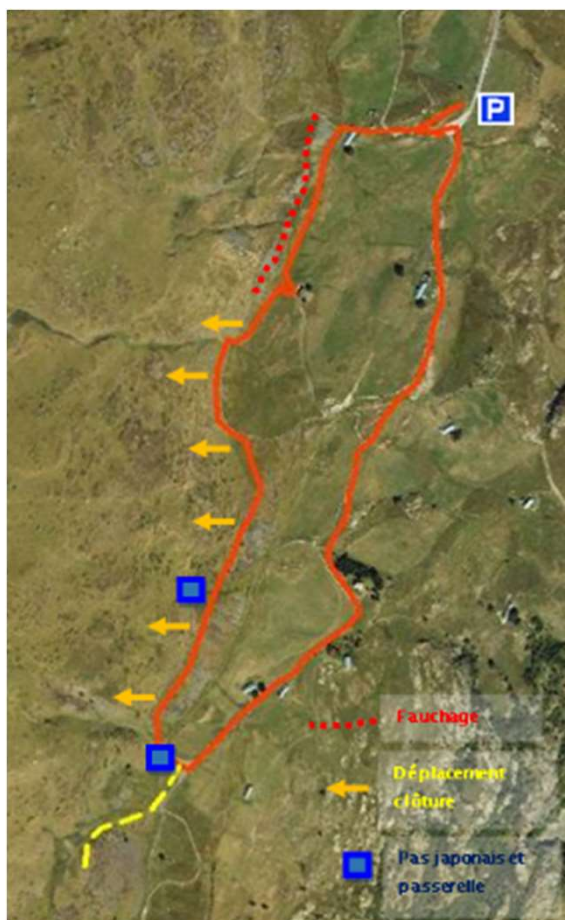 P
Fauchage
Déplacement
clôture
Pas japonais et
passerelle